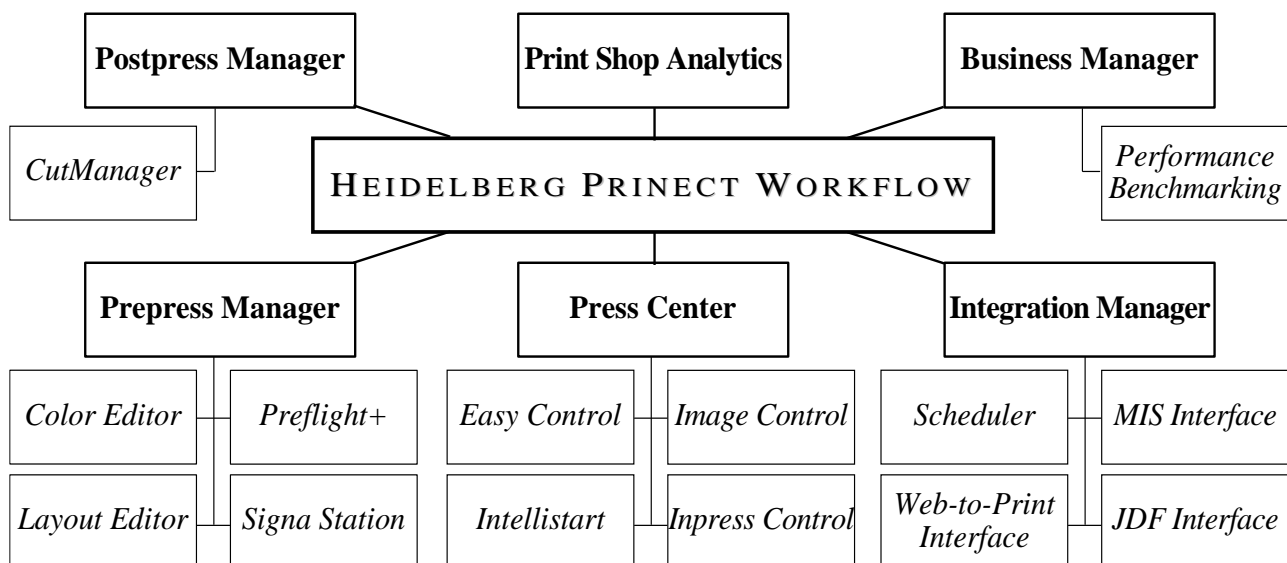 Postpress Manager
Print Shop Analytics
Business Manager
CutManager
HEIDELBERG PRINECT WORKFLOW
Performance
Benchmarking
Prepress Manager
Press Center
Integration Manager
Color Editor
Preflight+
Easy Control
Image Control
Scheduler
MIS Interface
Layout Editor
Signa Station
Intellistart
Inpress Control
Web-to-Print
Interface
JDF Interface